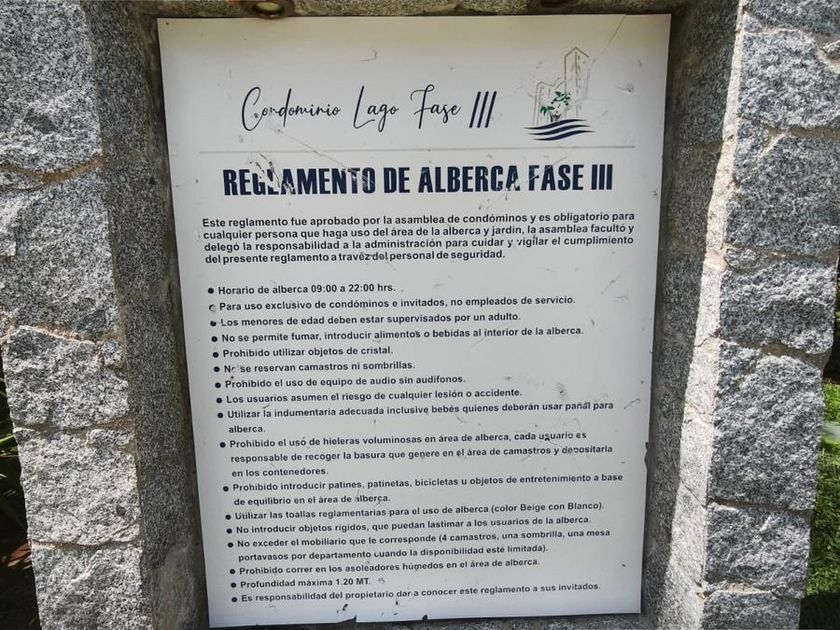 Condominio Lago Fase III
REGLAMENTO DE ALBERCA FASE III
Este reglamento fue aprobado por la asamblea de condóminos y es obligatorio para
cualquier persona que haga uso del área de la alberca y jardín, la asamblea facultó y
delegó la responsabilidad a la administración para cuidar y vigilar el cumplimiento
del presente reglamento a travéz del personal de seguridad.
● Horario de alberca 09:00 a 22:00 hrs.
● Para uso exclusivo de condóminos e invitados, no empleados de servicio.
● Los menores de edad deben estar supervisados por un adulto.
● No se permite fumar, introducir alimentos o bebidas al interior de la alberca.
● Prohibido utilizar objetos de cristal.
● No se reservan camastros ni sombrillas.
● Prohibido el uso de equipo de audio sin audífonos.
● Los usuarios asumen el riesgo de cualquier lesión o accidente.
● Utilizar la indumentaria adecuada inclusive bebés quienes deberán usar pañal para
alberca.
● Prohibido el uso de hieleras voluminosas en área de alberca, cada usuario es
responsable de recoger la basura que genere en el área de camastros y depositarla
en los contenedores.
● Prohibido introducir patines, patinetas, bicicletas u objetos de entretenimiento a base
de equilibrio en el área de alberca.
● Utilizar las toallas reglamentarias para el uso de alberca (color Beige con Blanco).
● No introducir objetos rígidos, que puedan lastimar a los usuarios de la alberca.
● No exceder el mobiliario que le corresponde (4 camastros, una sombrilla, una mesa
portavasos por departamento cuando la disponibilidad esté limitada).
● Prohibido correr en los asoleadores húmedos en el área de alberca.
● Profundidad máxima 1.20 MT.
● Es responsabilidad del propietario dar a conocer este reglamento a sus invitados.